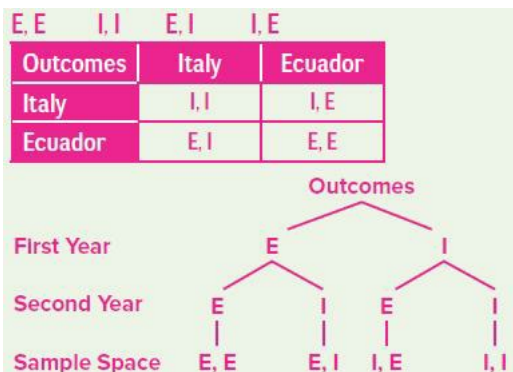 E, E I, I E, I I, E
Outcomes Italy Ecuador
Italy I, I I, E
Ecuador E, I E, E
Outcomes
First Year E I
Second Year E I E I
Sample Space E, E E, I I, E I, I